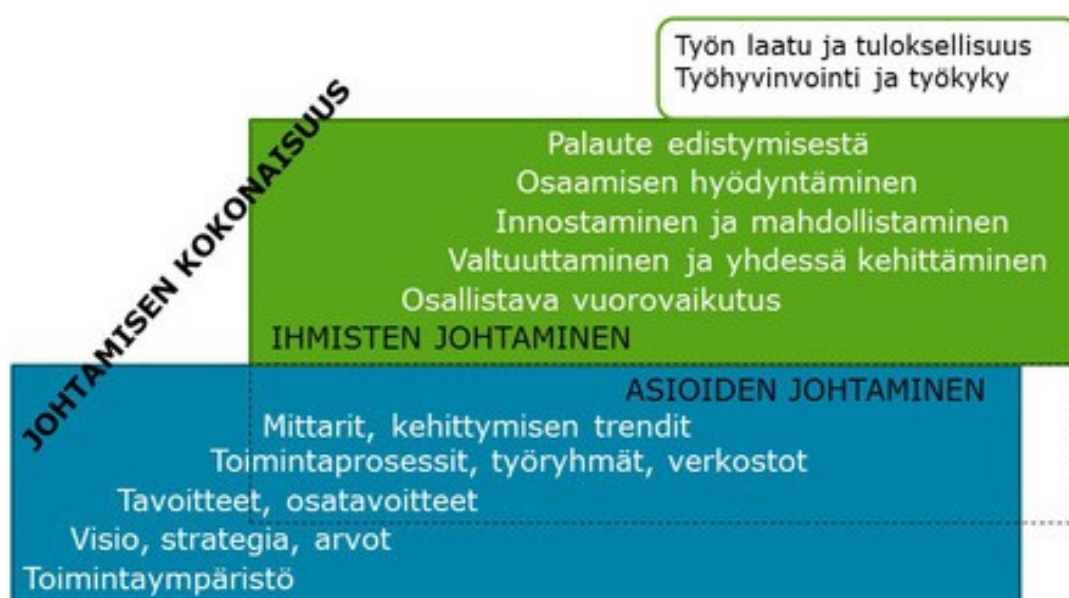 Työn laatu ja tuloksellisuus
Työhyvinvointi ja työkyky
JOHTAMISEN KOKONAISUUS
Palaute edistymisestä
Osaamisen hyödyntäminen
Innostaminen ja mahdollistaminen
Valtuuttaminen ja yhdessä kehittäminen
Osallistava vuorovaikutus
IHMISTEN JOHTAMINEN
ASIOIDEN JOHTAMINEN
Mittarit, kehittymisen trendit
Toimintaprosessit, työryhmät, verkostot
Tavoitteet, osatavoitteet
Visio, strategia, arvot
Toimintaympäristö